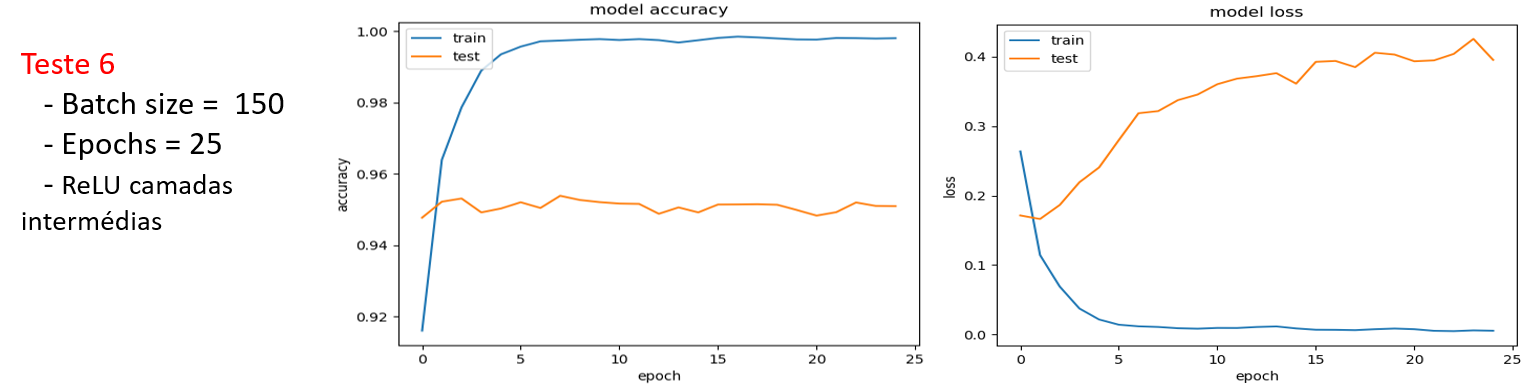 Teste 6
- Batch size = 150
- Epochs = 25
- ReLU camadas
intermédias
model accuracy
train
test
1.00
0.98
0.96
0.94
0.92
accuracy
0 5 10 15 20 25
epoch
model loss
train
test
0.4
0.3
0.2
0.1
0.0
loss
0 5 10 15 20 25
epoch